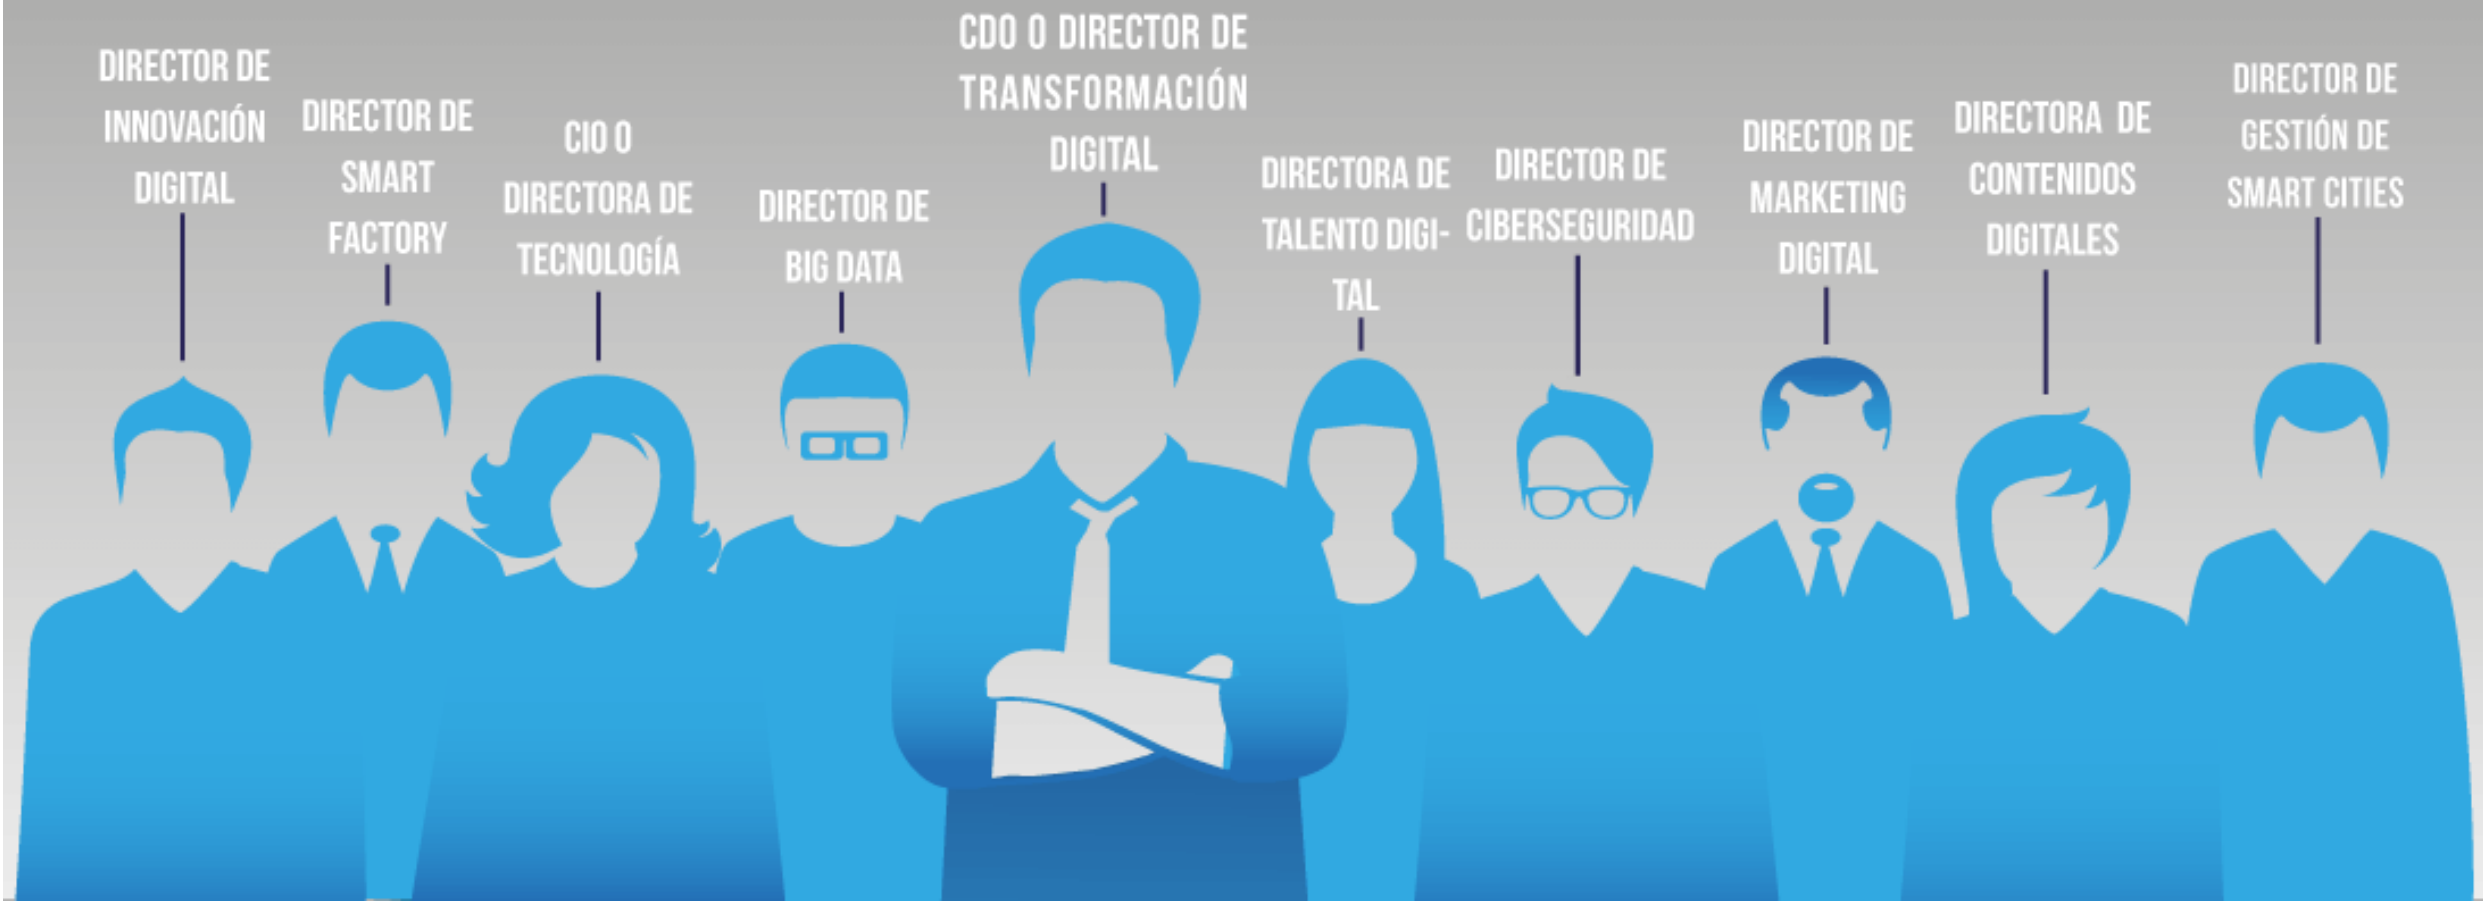 DIRECTOR DE
INNOVACIÓN
DIGITAL
DIRECTOR DE
SMART
FACTORY
CIO O
DIRECTORA DE
TECNOLOGÍA
DIRECTOR DE
BIG DATA
CDO O DIRECTOR DE
TRANSFORMACIÓN
DIGITAL
DIRECTORA DE
TALENTO DIGI-
TAL
DIRECTOR DE
CIBERSEGURIDAD
DIRECTOR DE
MARKETING
DIGITAL
DIRECTORA DE
CONTENIDOS
DIGITALES
DIRECTOR DE
GESTIÓN DE
SMART CITIES